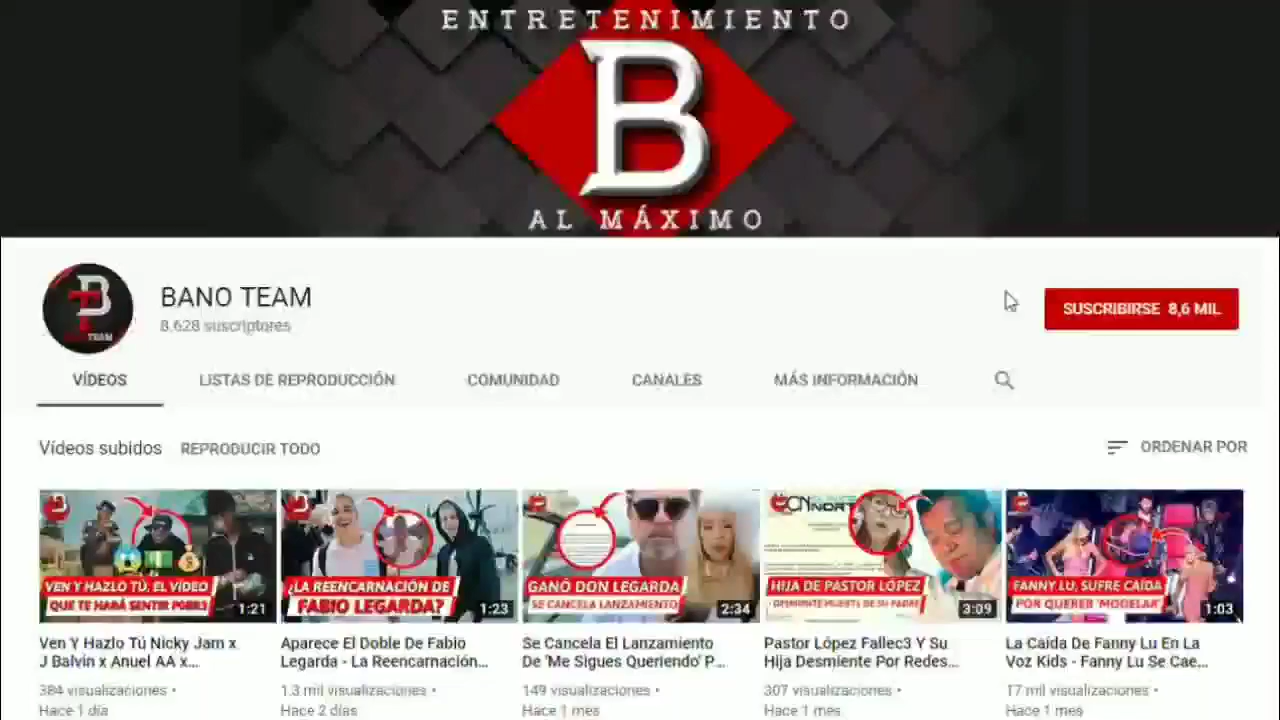 ENTRETENIMIENTO
B
AL MÁXIMO
BANO TEAM
8.628 suscriptores
SUSCRIBIRSE 8,6 MIL
TEAM
VÍDEOS LISTAS DE REPRODUCCIÓN COMUNIDAD CANALES MÁS INFORMACIÓN
Vídeos subidos REPRODUCIR TODO ORDENAR POR
VEN Y HAZLO TÚ, EL VIDEO
QUE TE HARÁ SENTIR POBRE
1:21
¿LA REENCARNACIÓN DE
FABIO LEGARDA?
1:23
GANÓ DON LEGARDA
SE CANCELA LANZAMIENTO
2:34
HIJA DE PASTOR LÓPEZ
DESMIENTE MUERTE DE SU PADRE
3:09
FANNY LU, SUFRE CAÍDA
POR QUERER 'MODELAR'
1:03
Ven Y Hazlo Tú Nicky Jam x
J Balvin x Anuel AA x...
384 visualizaciones •
Hace 1 día
Aparece El Doble De Fabio
Legarda - La Reencarnación...
1.3 mil visualizaciones •
Hace 2 días
Se Cancela El Lanzamiento
De 'Me Sigues Queriendo' P...
149 visualizaciones •
Hace 1 mes
Pastor López Fallec3 Y Su
Hija Desmiente Por Redes...
307 visualizaciones •
Hace 1 mes
La Caída De Fanny Lu En La
Voz Kids - Fanny Lu Se Cae...
17 mil visualizaciones •
Hace 1 mes